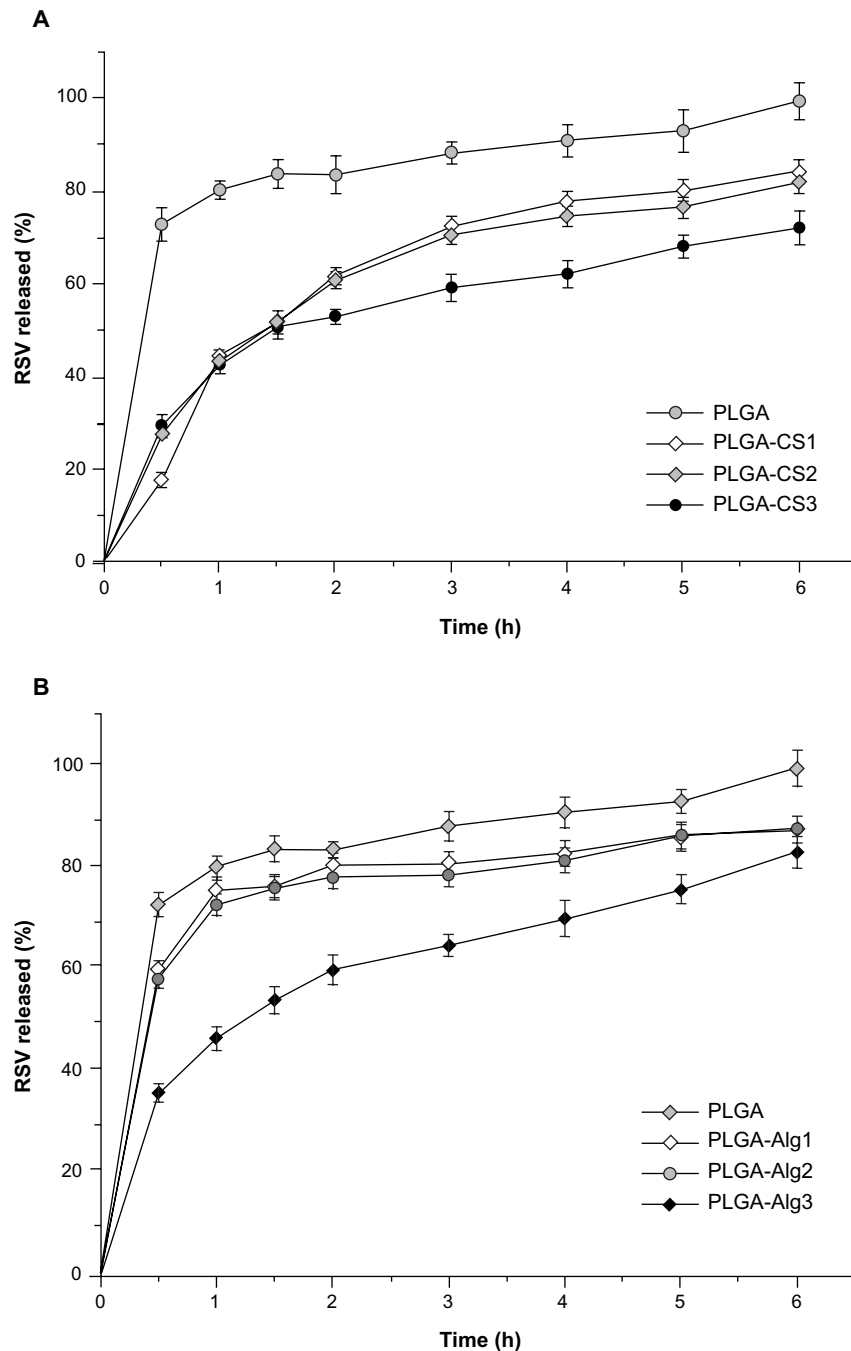 A
RSV released (%)
100
80
60
40
20
0
PLGA
PLGA-CS1
PLGA-CS2
PLGA-CS3
0 1 2 3 4 5 6
Time (h)
B
RSV released (%)
100
80
60
40
20
0
PLGA
PLGA-Alg1
PLGA-Alg2
PLGA-Alg3
0 1 2 3 4 5 6
Time (h)